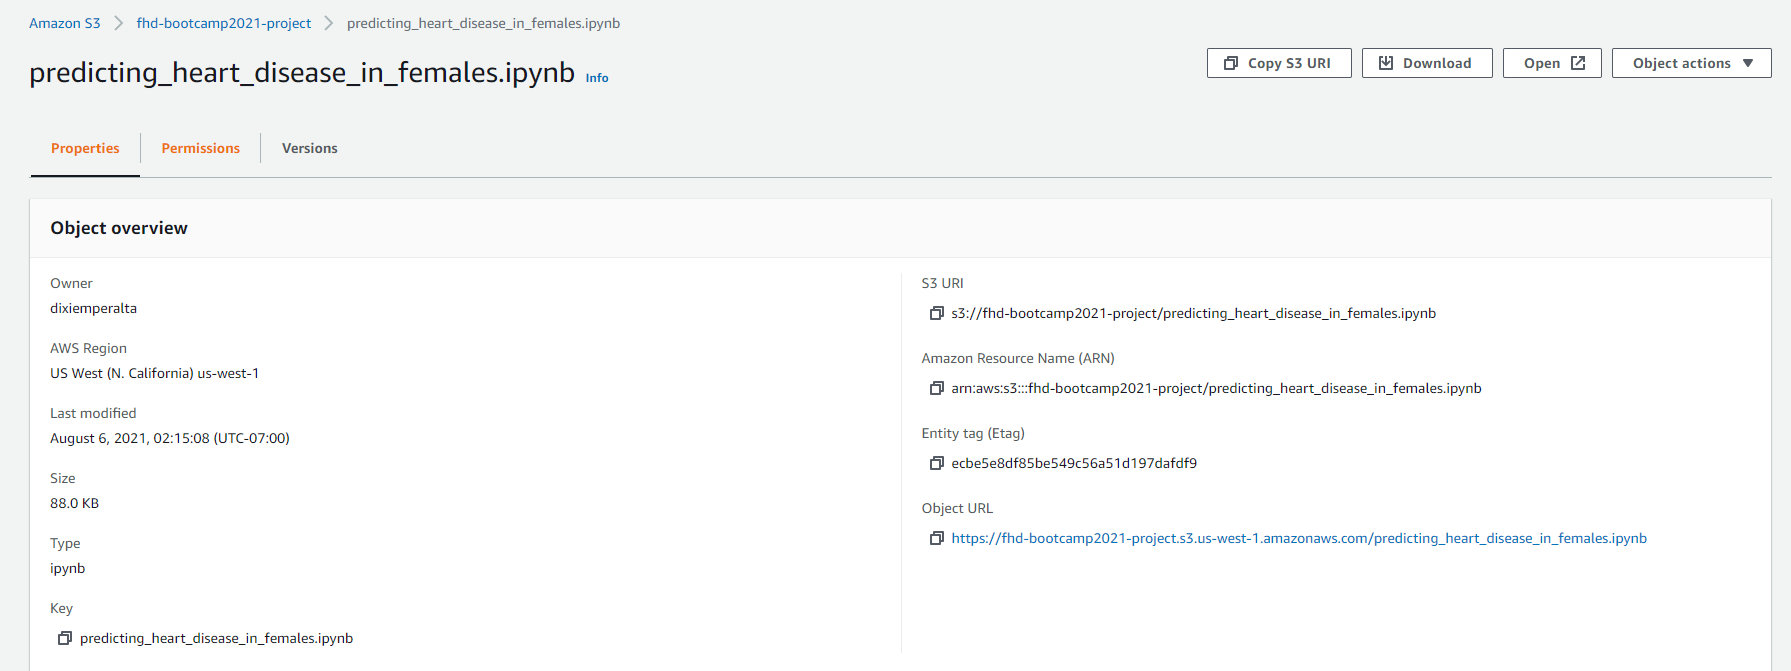 Amazon S3 > fhd-bootcamp2021-project > predicting_heart_disease_in_females.ipynb
predicting_heart_disease_in_females.ipynb Info
Copy S3 URI Download Open Object actions
Properties Permissions Versions
Object overview
Owner
dixiemperalta
AWS Region
US West (N. California) us-west-1
Last modified
August 6, 2021, 02:15:08 (UTC-07:00)
Size
88.0 KB
Type
ipynb
Key
predicting_heart_disease_in_females.ipynb
S3 URI
s3://fhd-bootcamp2021-project/predicting_heart_disease_in_females.ipynb
Amazon Resource Name (ARN)
arn:aws:s3:::fhd-bootcamp2021-project/predicting_heart_disease_in_females.ipynb
Entity tag (Etag)
ecbe5e8df85be549c56a51d197dafdf9
Object URL
https://fhd-bootcamp2021-project.s3.us-west-1.amazonaws.com/predicting_heart_disease_in_females.ipynb